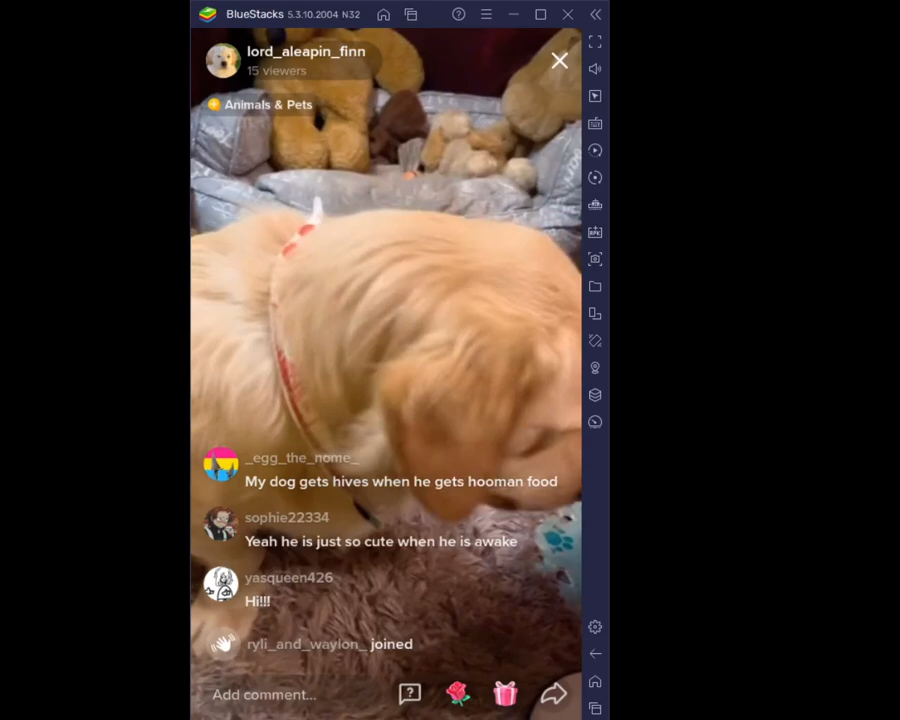 BlueStacks 5.3.10.2004 N32
lord_aleapin_finn
15 viewers
Animals & Pets
_egg_the_nome_
My dog gets hives when he gets hooman food
sophie22334
Yeah he is just so cute when he is awake
yasqueen426
Hi!!!
ryli_and_waylon_ joined
Add comment...